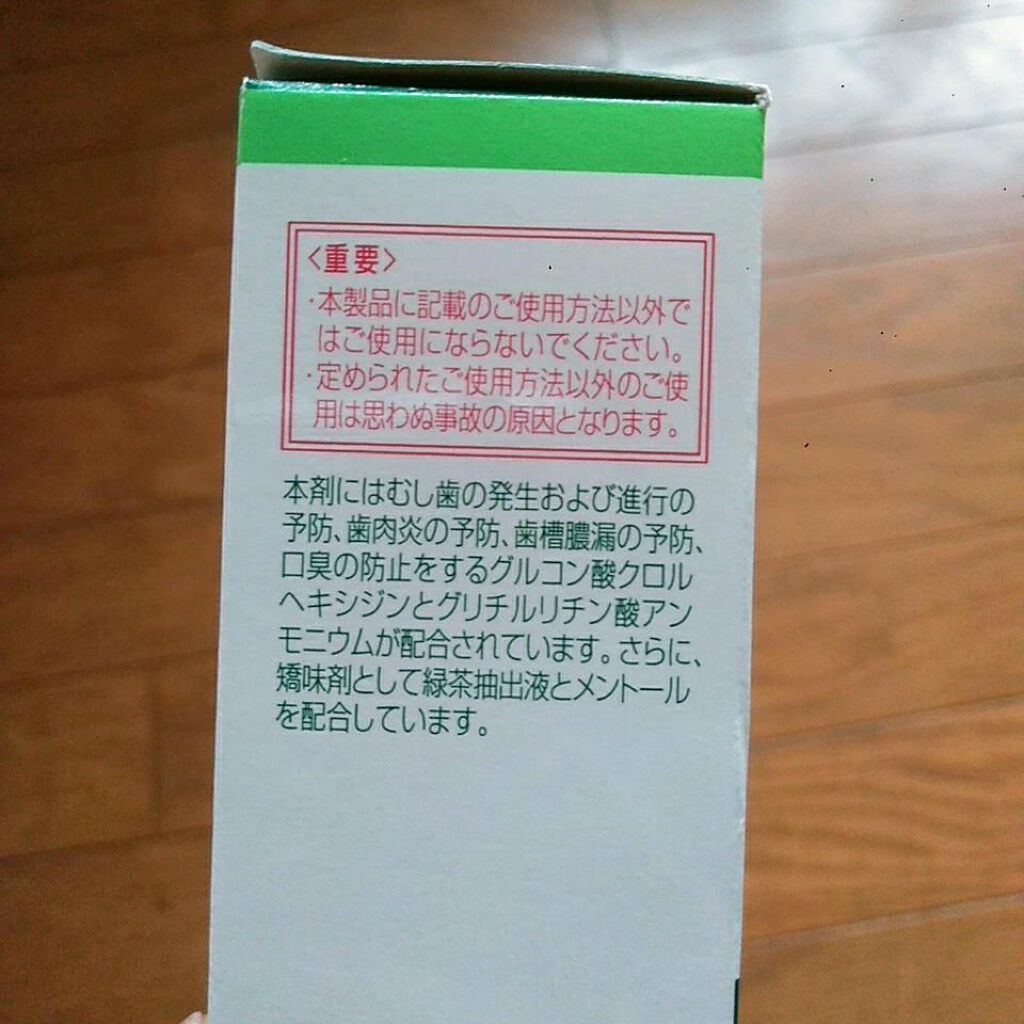 〈重要〉
・本製品に記載のご使用方法以外で
はご使用にならないでください。
・定められたご使用方法以外のご使
用は思わぬ事故の原因となります。
本剤にはむし歯の発生および進行の
予防、歯肉炎の予防、歯槽膿漏の予防、
口臭の防止をするグルコン酸クロル
ヘキシジンとグリチルリチン酸アン
モニウムが配合されています。さらに、
矯味剤として緑茶抽出液とメントール
を配合しています。